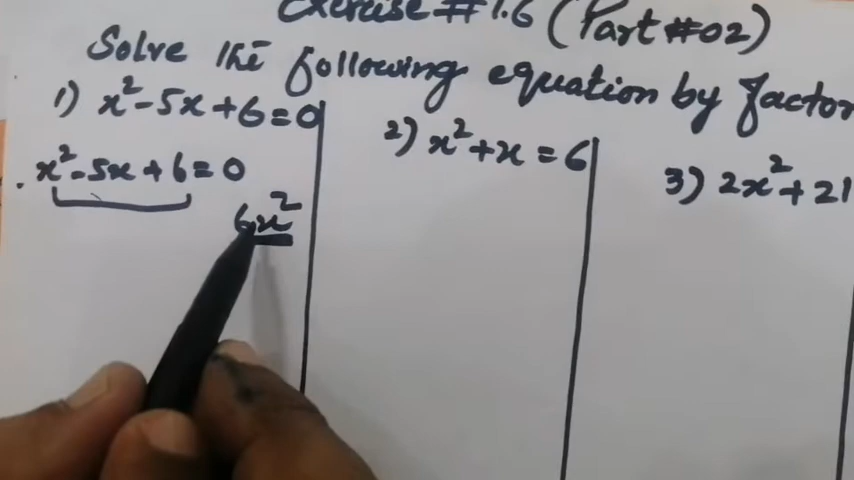 Exercise #1.6 (Part #02)
Solve the following equation by factor
1) x² - 5x + 6 = 0
2) x² + x = 6
3) 2x² + 21
x² - 5x + 6 = 0
6x²